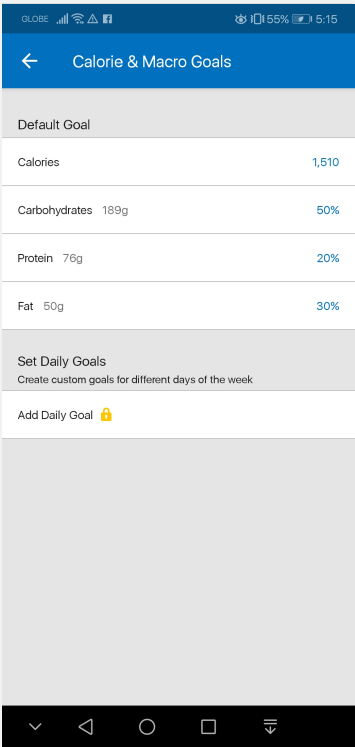 GLOBE 55% 5:15
Calorie & Macro Goals
Default Goal
Calories 1,510
Carbohydrates 189g 50%
Protein 76g 20%
Fat 50g 30%
Set Daily Goals
Create custom goals for different days of the week
Add Daily Goal